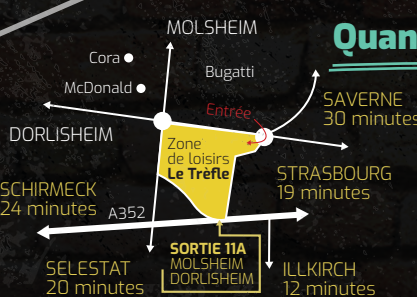 MOLSHEIM
Quan
Cora
Bugatti
McDonald
SAVERNE
30 minutes
Entrée
DORLISHEIM
Zone
de loisirs
Le Trèfle
STRASBOURG
19 minutes
SCHIRMECK
24 minutes
A352
SORTIE 11A
MOLSHEIM
DORLISHEIM
SELESTAT
20 minutes
ILLKIRCH
12 minutes